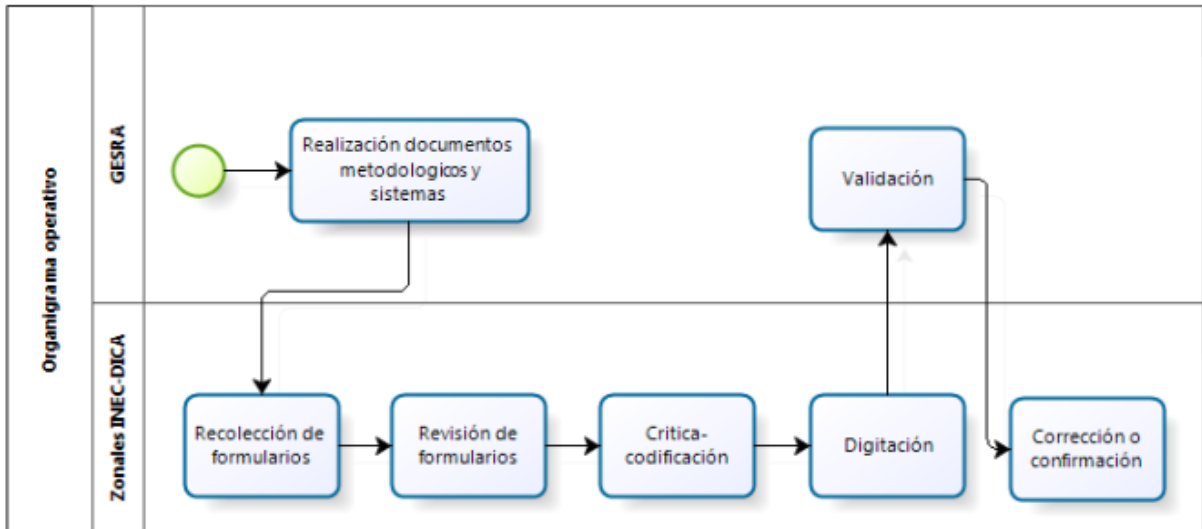 Organigrama operativo
GESRA
Realización documentos
metodologicos y
sistemas
Validación
Zonales INEC-DICA
Recolección de
formularios
Revisión de
formularios
Critica-
codificación
Digitación
Corrección o
confirmación